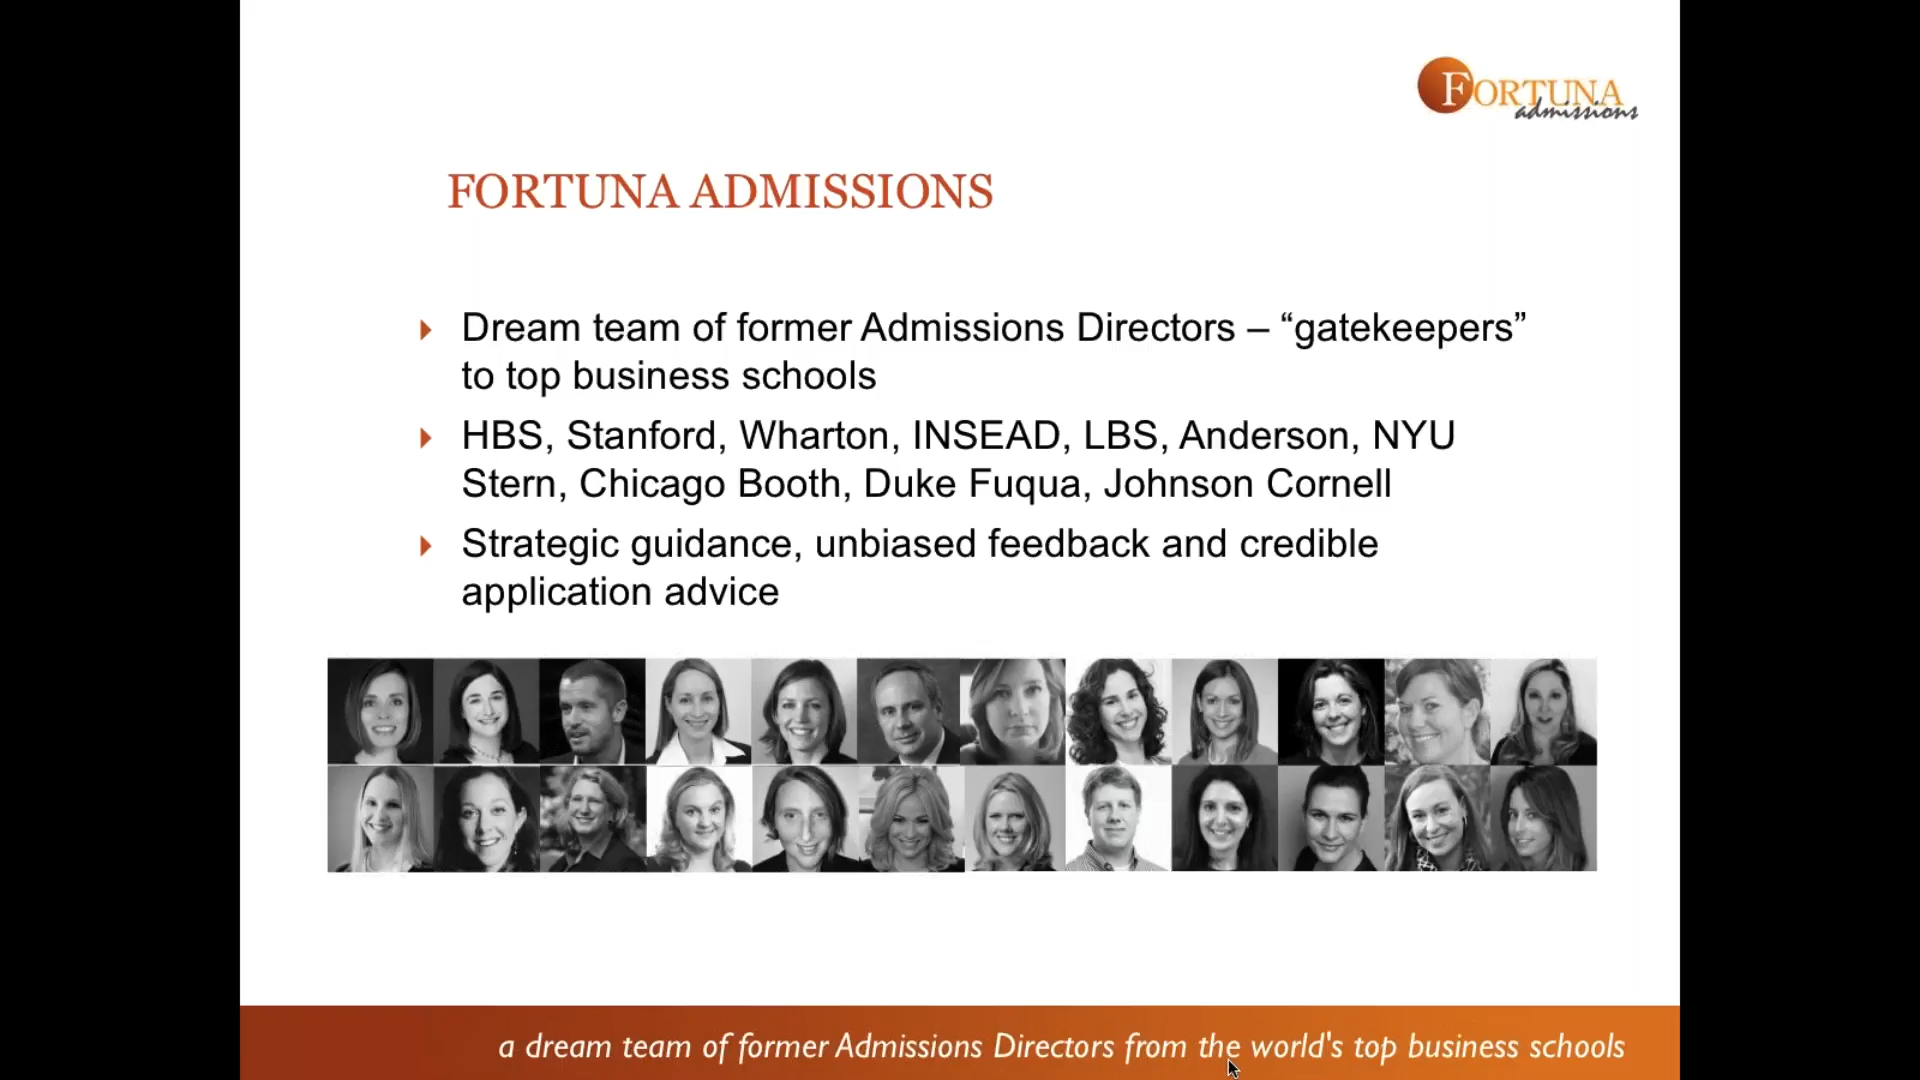 FORTUNA
admissions
FORTUNA ADMISSIONS
Dream team of former Admissions Directors – “gatekeepers”
to top business schools
HBS, Stanford, Wharton, INSEAD, LBS, Anderson, NYU
Stern, Chicago Booth, Duke Fuqua, Johnson Cornell
Strategic guidance, unbiased feedback and credible
application advice
a dream team of former Admissions Directors from the world's top business schools